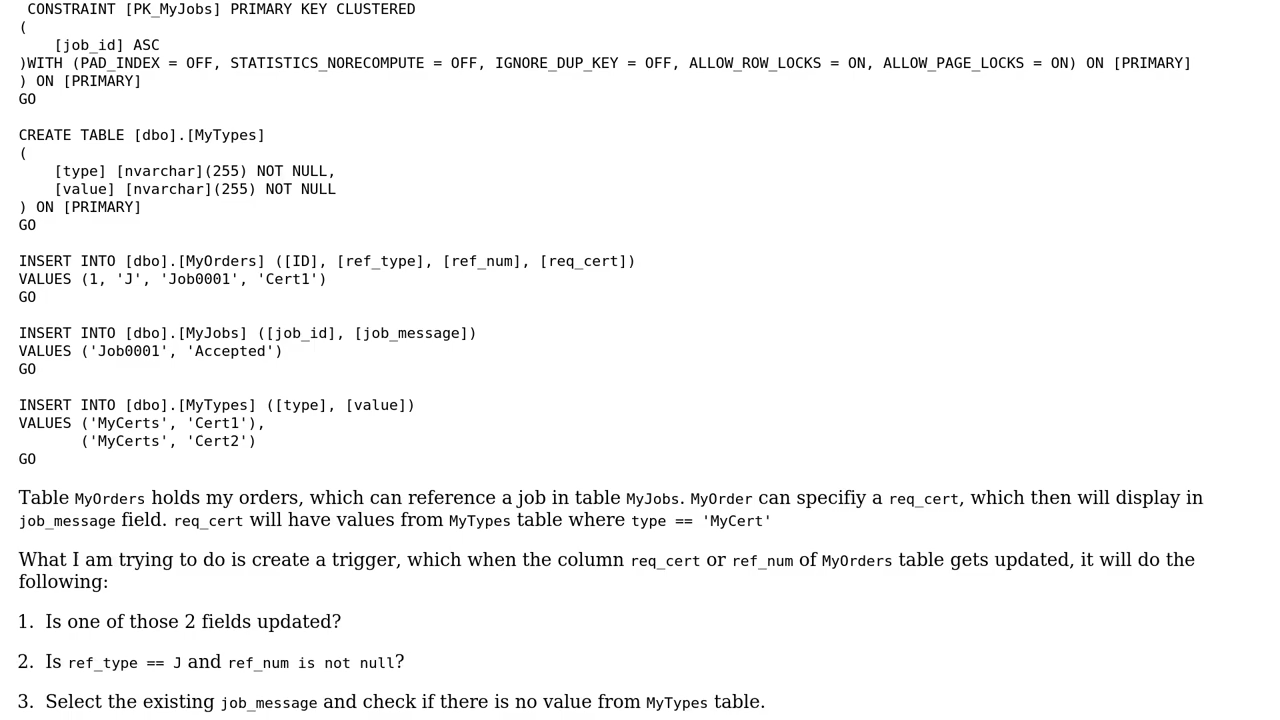 CONSTRAINT [PK_MyJobs] PRIMARY KEY CLUSTERED
(
    [job_id] ASC
)WITH (PAD_INDEX = OFF, STATISTICS_NORECOMPUTE = OFF, IGNORE_DUP_KEY = OFF, ALLOW_ROW_LOCKS = ON, ALLOW_PAGE_LOCKS = ON) ON [PRIMARY]
) ON [PRIMARY]
GO
CREATE TABLE [dbo].[MyTypes]
(
    [type] [nvarchar](255) NOT NULL,
    [value] [nvarchar](255) NOT NULL
) ON [PRIMARY]
GO
INSERT INTO [dbo].[MyOrders] ([ID], [ref_type], [ref_num], [req_cert])
VALUES (1, 'J', 'Job0001', 'Cert1')
GO
INSERT INTO [dbo].[MyJobs] ([job_id], [job_message])
VALUES ('Job0001', 'Accepted')
GO
INSERT INTO [dbo].[MyTypes] ([type], [value])
VALUES ('MyCerts', 'Cert1'),
       ('MyCerts', 'Cert2')
GO
Table MyOrders holds my orders, which can reference a job in table MyJobs. MyOrder can specifiy a req_cert, which then will display in
job_message field. req_cert will have values from MyTypes table where type == 'MyCert'
What I am trying to do is create a trigger, which when the column req_cert or ref_num of MyOrders table gets updated, it will do the
following:
1. Is one of those 2 fields updated?
2. Is ref_type == J and ref_num is not null?
3. Select the existing job_message and check if there is no value from MyTypes table.